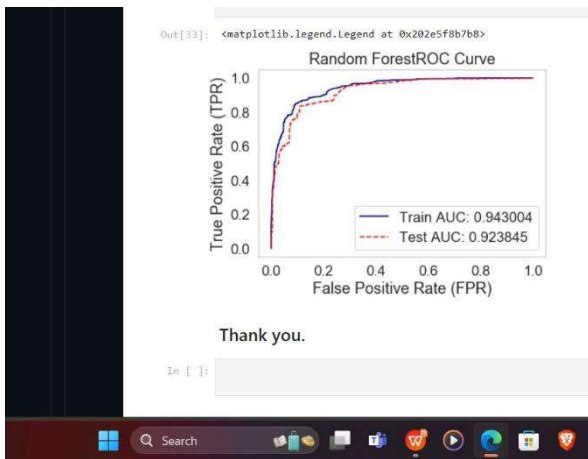 Out[33]: <matplotlib.legend.Legend at 0x202e5f8b7b8>
Random ForestROC Curve
True Positive Rate (TPR)
1.0
0.8
0.6
0.4
0.2
0.0
Train AUC: 0.943004
Test AUC: 0.923845
0.0 0.2 0.4 0.6 0.8 1.0
False Positive Rate (FPR)
Thank you.
In [ ]:
Search